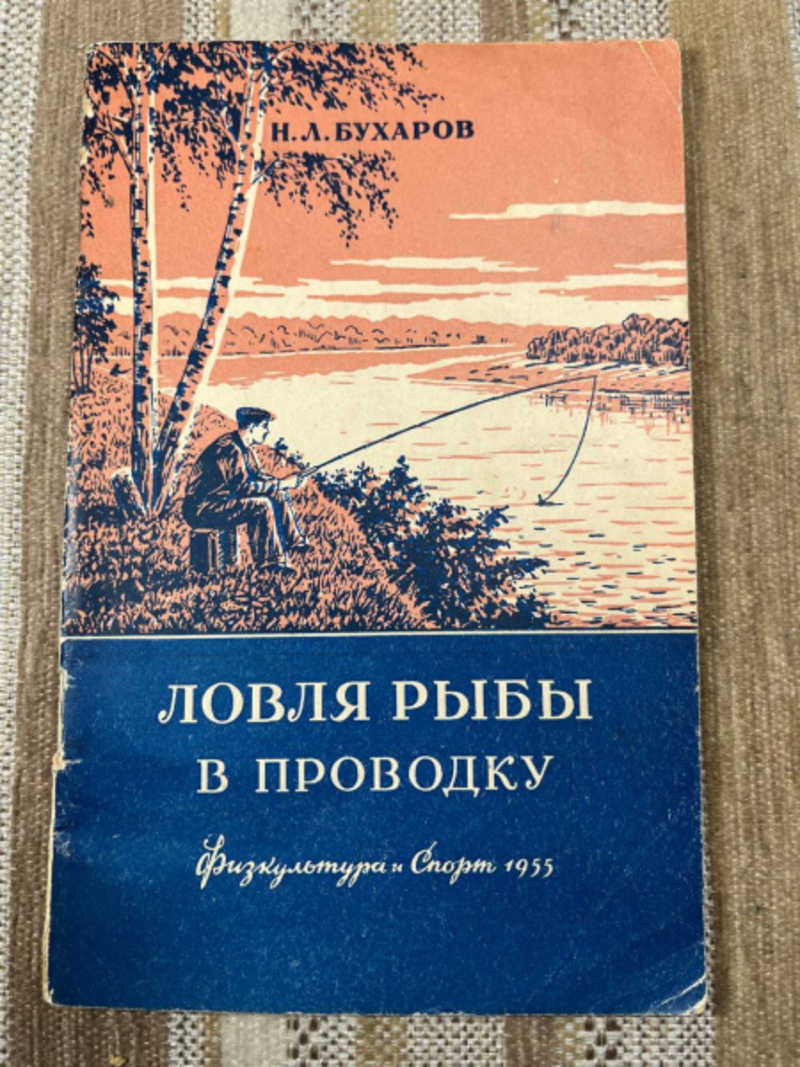 Н.Л.БУХАРОВ
ЛОВЛЯ РЫБЫ
В ПРОВОДКУ
Физкультура и Спорт 1955